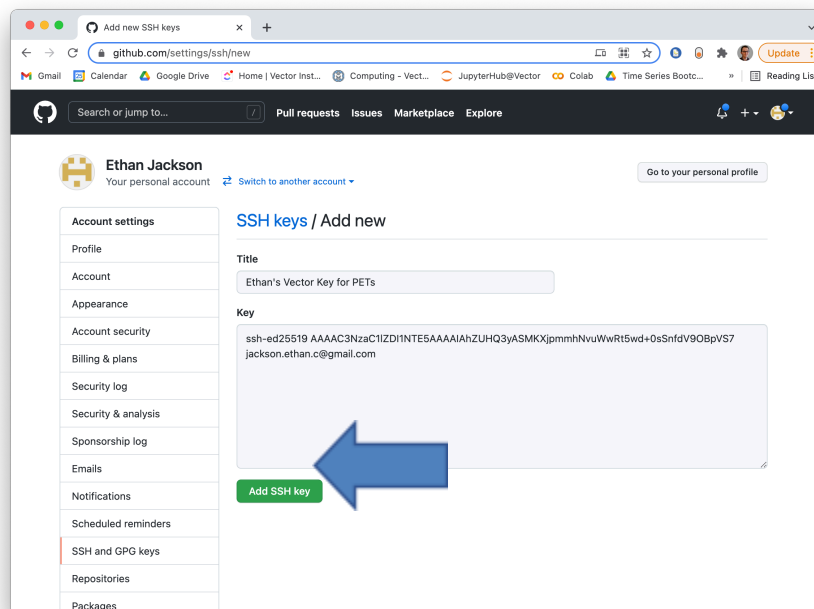 Add new SSH keys
github.com/settings/ssh/new
Update
Gmail Calendar Google Drive Home | Vector Inst... Computing - Vect... JupyterHub@Vector Colab Time Series Bootc... » Reading Lis
Search or jump to... / Pull requests Issues Marketplace Explore
Ethan Jackson
Your personal account Switch to another account
Go to your personal profile
Account settings
Profile
Account
Appearance
Account security
Billing & plans
Security log
Security & analysis
Sponsorship log
Emails
Notifications
Scheduled reminders
SSH and GPG keys
Repositories
Packages
SSH keys / Add new
Title
Ethan's Vector Key for PETs
Key
ssh-ed25519 AAAAC3NzaC1lZDI1NTE5AAAAIAhZUHQ3yASMKXjpmmhNvuWwRt5wd+0sSnfdV9OBpVS7
jackson.ethan.c@gmail.com
Add SSH key